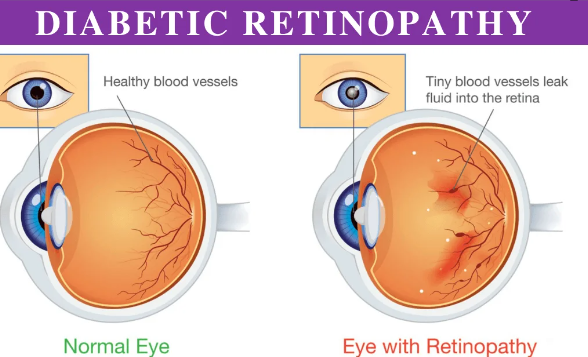 DIABETIC RETINOPATHY
Healthy blood vessels
Tiny blood vessels leak
fluid into the retina
Normal Eye
Eye with Retinopathy